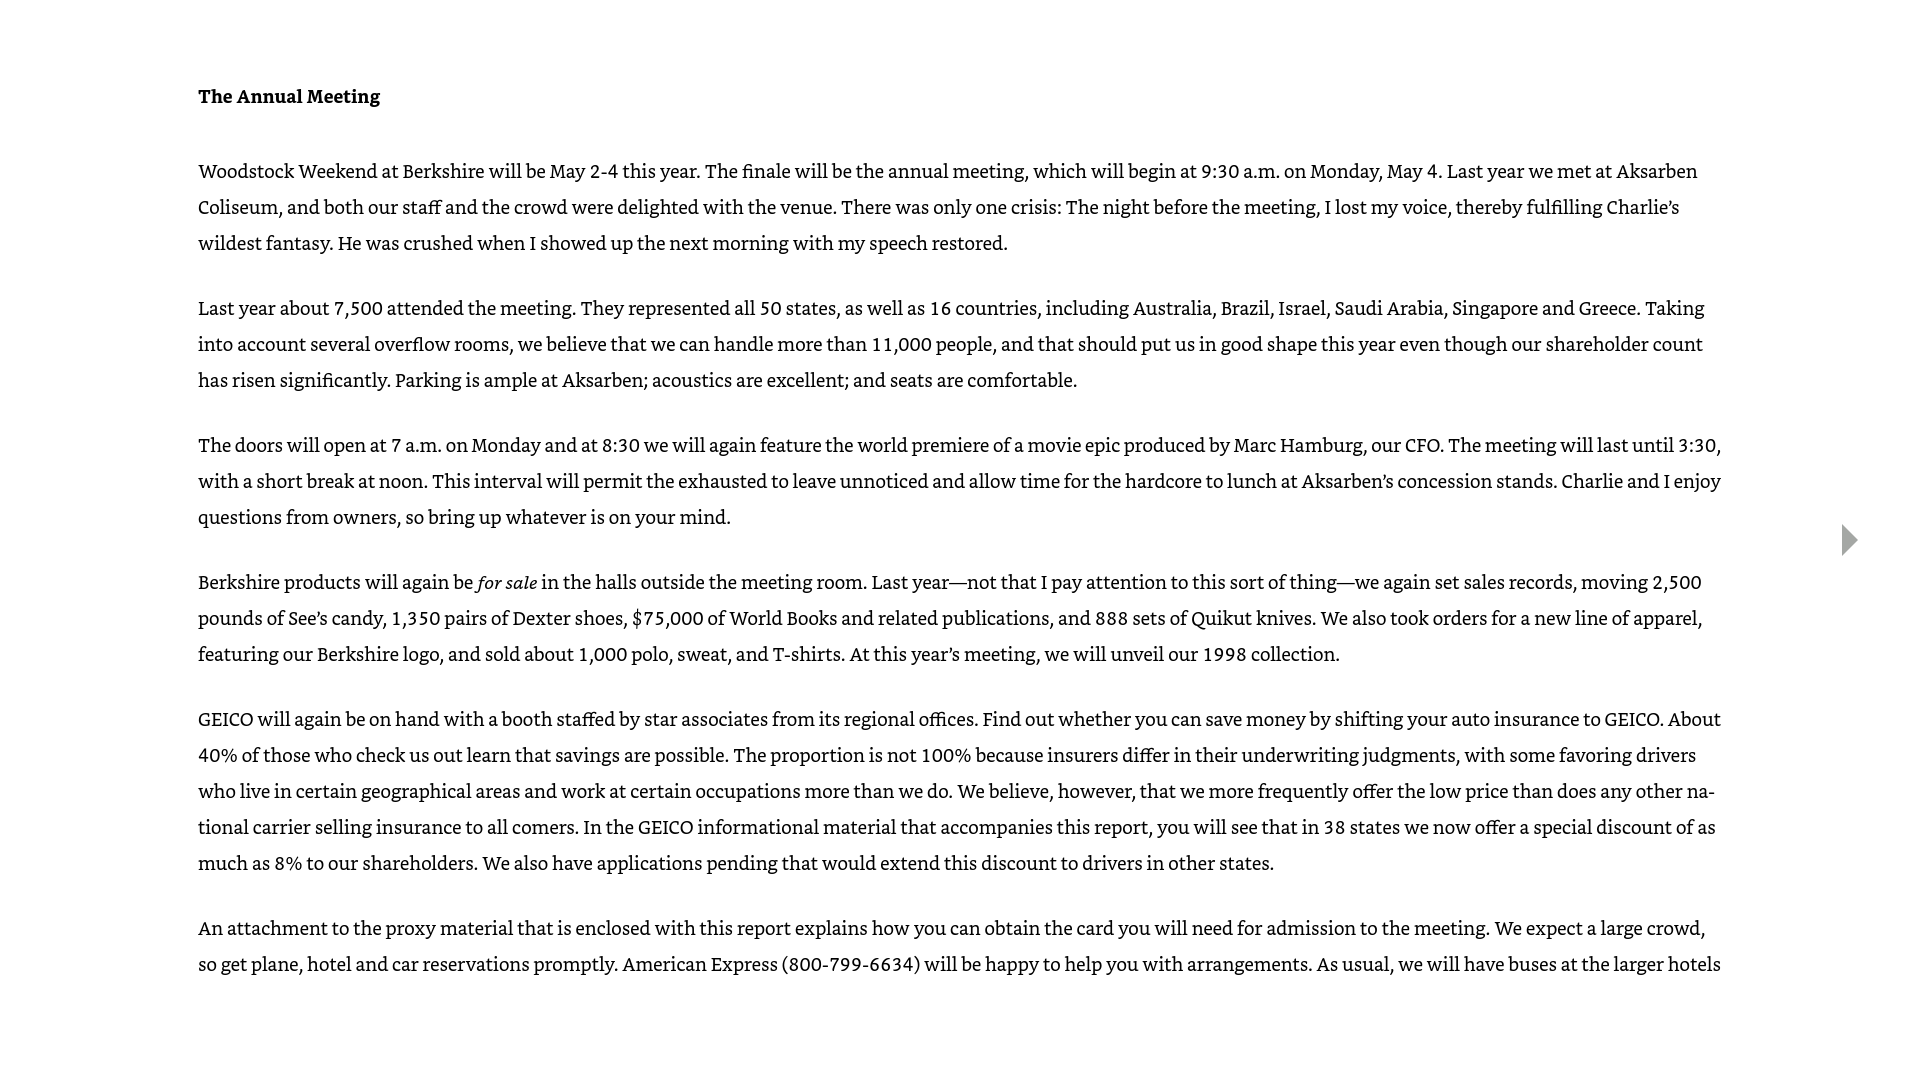 The Annual Meeting
Woodstock Weekend at Berkshire will be May 2-4 this year. The finale will be the annual meeting, which will begin at 9:30 a.m. on Monday, May 4. Last year we met at Aksarben
Coliseum, and both our staff and the crowd were delighted with the venue. There was only one crisis: The night before the meeting, I lost my voice, thereby fulfilling Charlie’s
wildest fantasy. He was crushed when I showed up the next morning with my speech restored.
Last year about 7,500 attended the meeting. They represented all 50 states, as well as 16 countries, including Australia, Brazil, Israel, Saudi Arabia, Singapore and Greece. Taking
into account several overflow rooms, we believe that we can handle more than 11,000 people, and that should put us in good shape this year even though our shareholder count
has risen significantly. Parking is ample at Aksarben; acoustics are excellent; and seats are comfortable.
The doors will open at 7 a.m. on Monday and at 8:30 we will again feature the world premiere of a movie epic produced by Marc Hamburg, our CFO. The meeting will last until 3:30,
with a short break at noon. This interval will permit the exhausted to leave unnoticed and allow time for the hardcore to lunch at Aksarben’s concession stands. Charlie and I enjoy
questions from owners, so bring up whatever is on your mind.
Berkshire products will again be for sale in the halls outside the meeting room. Last year—not that I pay attention to this sort of thing—we again set sales records, moving 2,500
pounds of See’s candy, 1,350 pairs of Dexter shoes, $75,000 of World Books and related publications, and 888 sets of Quikut knives. We also took orders for a new line of apparel,
featuring our Berkshire logo, and sold about 1,000 polo, sweat, and T-shirts. At this year’s meeting, we will unveil our 1998 collection.
GEICO will again be on hand with a booth staffed by star associates from its regional offices. Find out whether you can save money by shifting your auto insurance to GEICO. About
40% of those who check us out learn that savings are possible. The proportion is not 100% because insurers differ in their underwriting judgments, with some favoring drivers
who live in certain geographical areas and work at certain occupations more than we do. We believe, however, that we more frequently offer the low price than does any other na-
tional carrier selling insurance to all comers. In the GEICO informational material that accompanies this report, you will see that in 38 states we now offer a special discount of as
much as 8% to our shareholders. We also have applications pending that would extend this discount to drivers in other states.
An attachment to the proxy material that is enclosed with this report explains how you can obtain the card you will need for admission to the meeting. We expect a large crowd,
so get plane, hotel and car reservations promptly. American Express (800-799-6634) will be happy to help you with arrangements. As usual, we will have buses at the larger hotels